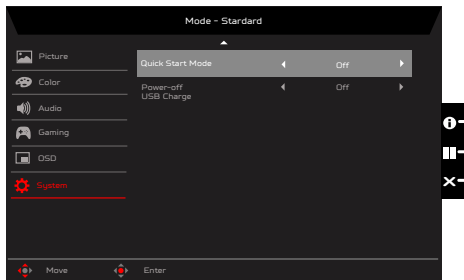 Mode - Stardard
Picture
Color
Audio
Gaming
OSD
System
Quick Start Mode
Off
Power-off
USB Charge
Off
Move
Enter